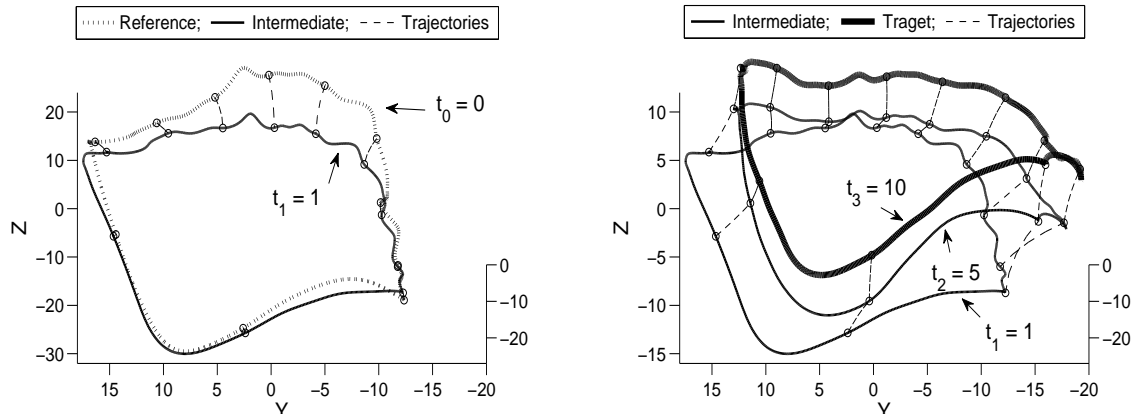 Reference; Intermediate; Trajectories
20
10
0
−10
−20
−30
Z
t0 = 0
t1 = 1
0
−10
−20
15 10 5 0 −5 −10 −15 −20
Y
Intermediate; Traget; Trajectories
10
5
0
−5
−10
−15
Z
t3 = 10
t2 = 5
t1 = 1
0
−10
−20
15 10 5 0 −5 −10 −15 −20
Y